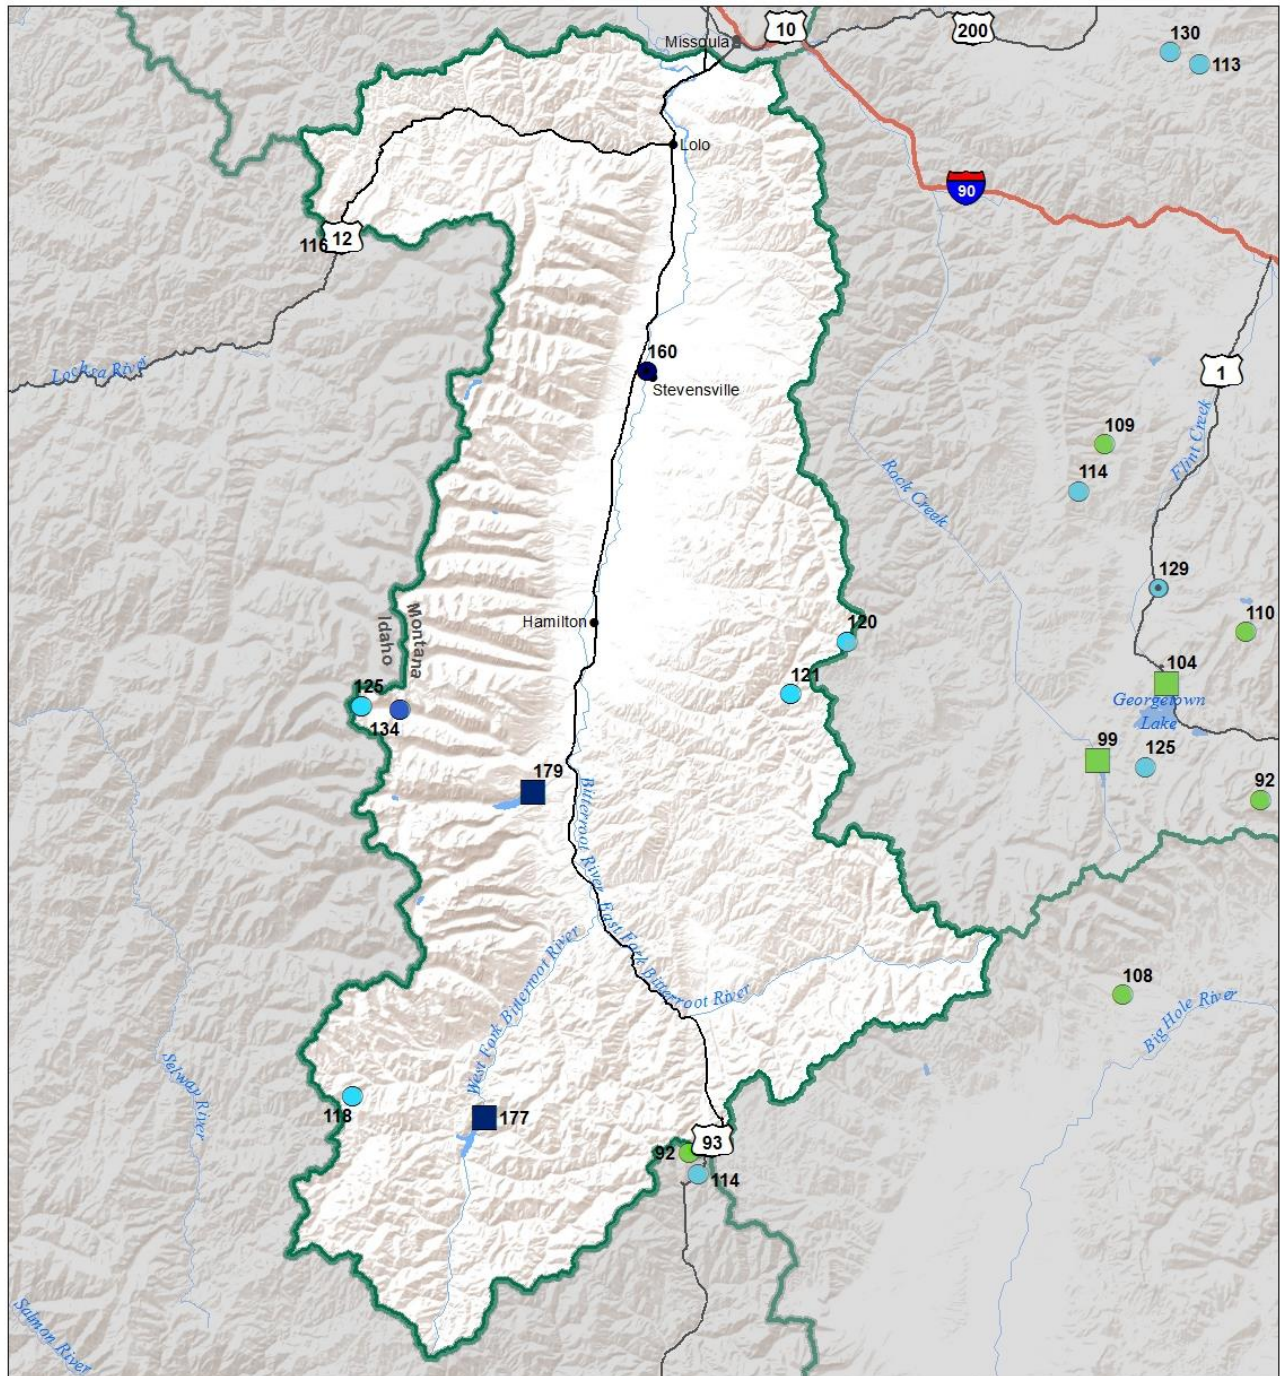 10
200
130
Missoula
113
Lolo
90
116
12
160
Lochsa River
1
Stevensville
Flint Creek
109
Rock Creek
114
129
Montana
Idaho
Hamilton
120
110
104
121
125
134
Georgetown
Lake
99
125
179
92
Bitterroot River
East Fork Bitterroot River
West Fork Bitterroot River
108
Big Hole River
Selway River
118
177
93
92
114
Salmon River